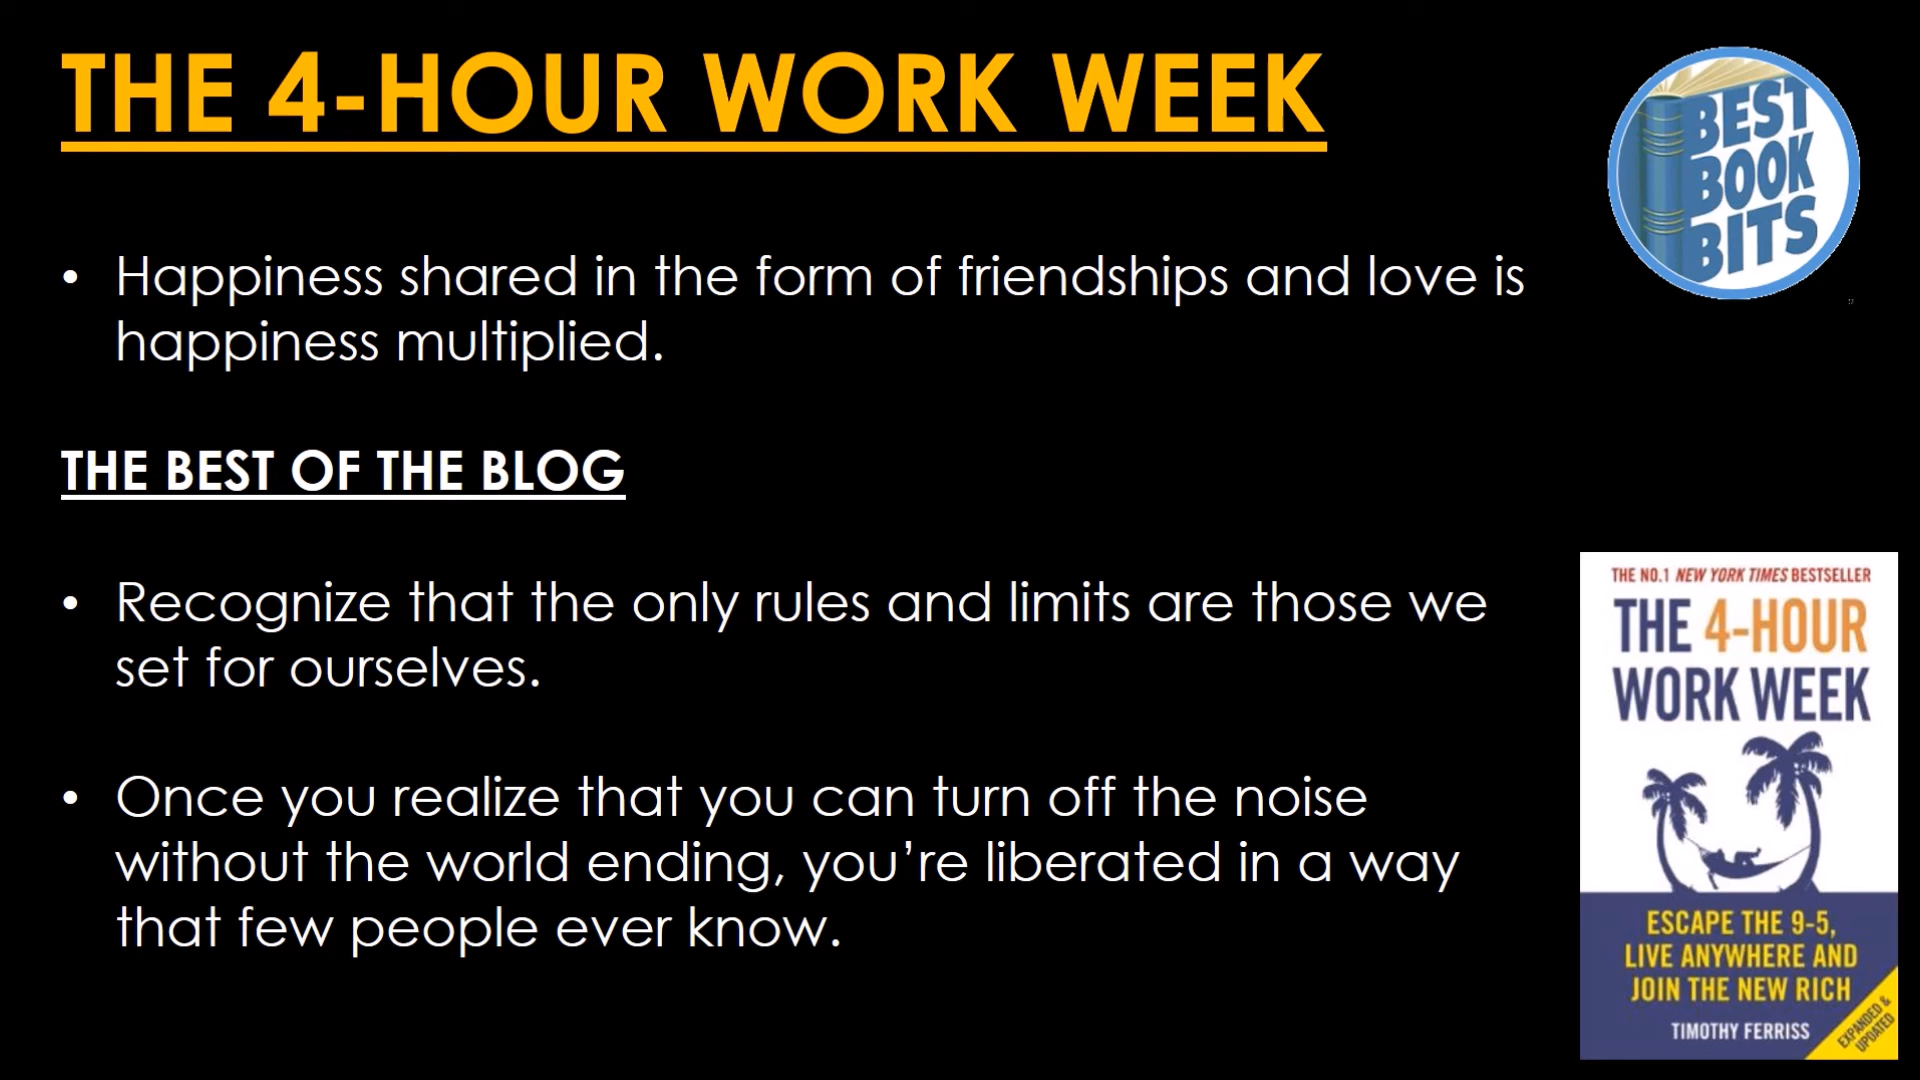 THE 4-HOUR WORK WEEK
BEST
BOOK
BITS
• Happiness shared in the form of friendships and love is
happiness multiplied.
THE BEST OF THE BLOG
• Recognize that the only rules and limits are those we
set for ourselves.
• Once you realize that you can turn off the noise
without the world ending, you’re liberated in a way
that few people ever know.
THE NO.1 NEW YORK TIMES BESTSELLER
THE 4-HOUR
WORK WEEK
ESCAPE THE 9-5,
LIVE ANYWHERE AND
JOIN THE NEW RICH
TIMOTHY FERRISS
EXPANDED &
UPDATED